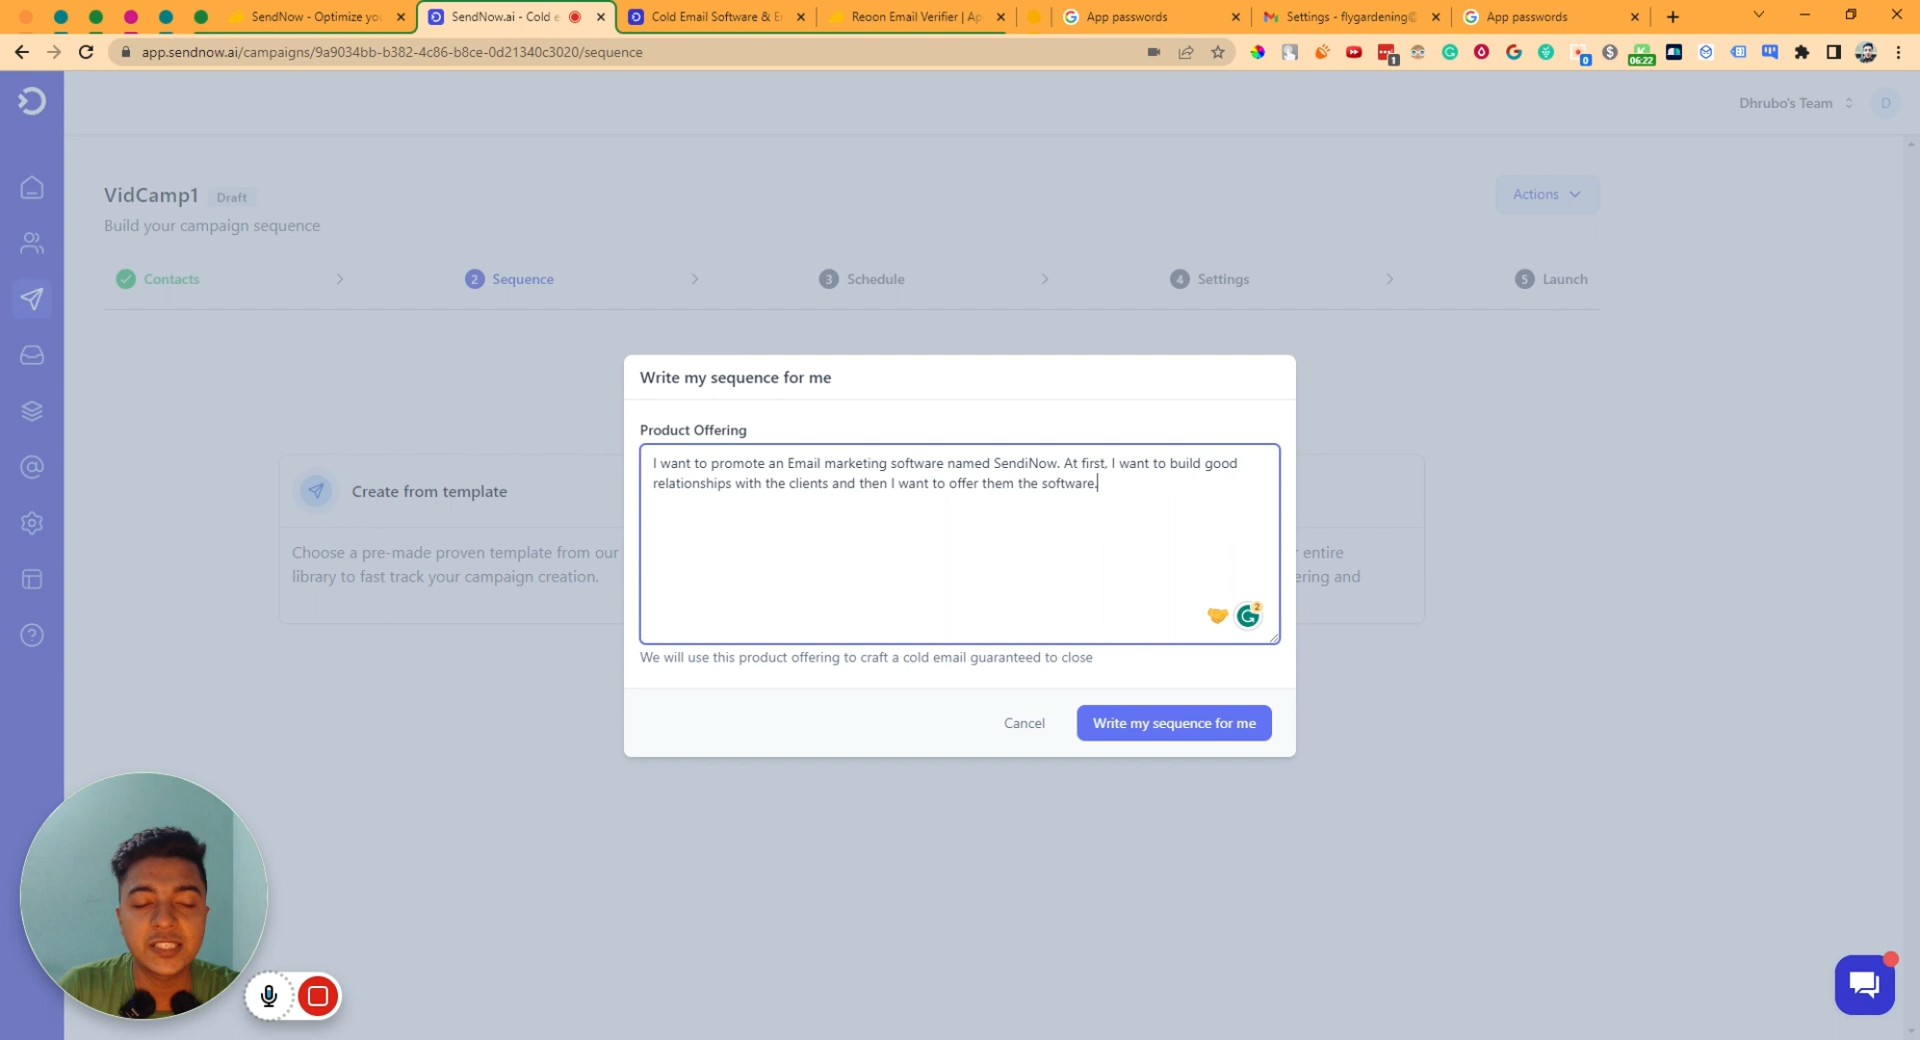 SendNow - Optimize yo
SendNow.ai - Cold e
Cold Email Software & E
Reoon Email Verifier | Ap
App passwords
Settings - flygardening@
App passwords
app.sendnow.ai/campaigns/9a9034bb-b382-4c86-b8ce-0d21340c3020/sequence
1
0
06:22
Dhrubo's Team
D
VidCamp1
Draft
Actions
Build your campaign sequence
Contacts
2 Sequence
3 Schedule
4 Settings
5 Launch
Write my sequence for me
Product Offering
I want to promote an Email marketing software named SendiNow. At first, I want to build good
relationships with the clients and then I want to offer them the software.
2
We will use this product offering to craft a cold email guaranteed to close
Cancel
Write my sequence for me
Create from template
Choose a pre-made proven template from our
library to fast track your campaign creation.
entire
ering and